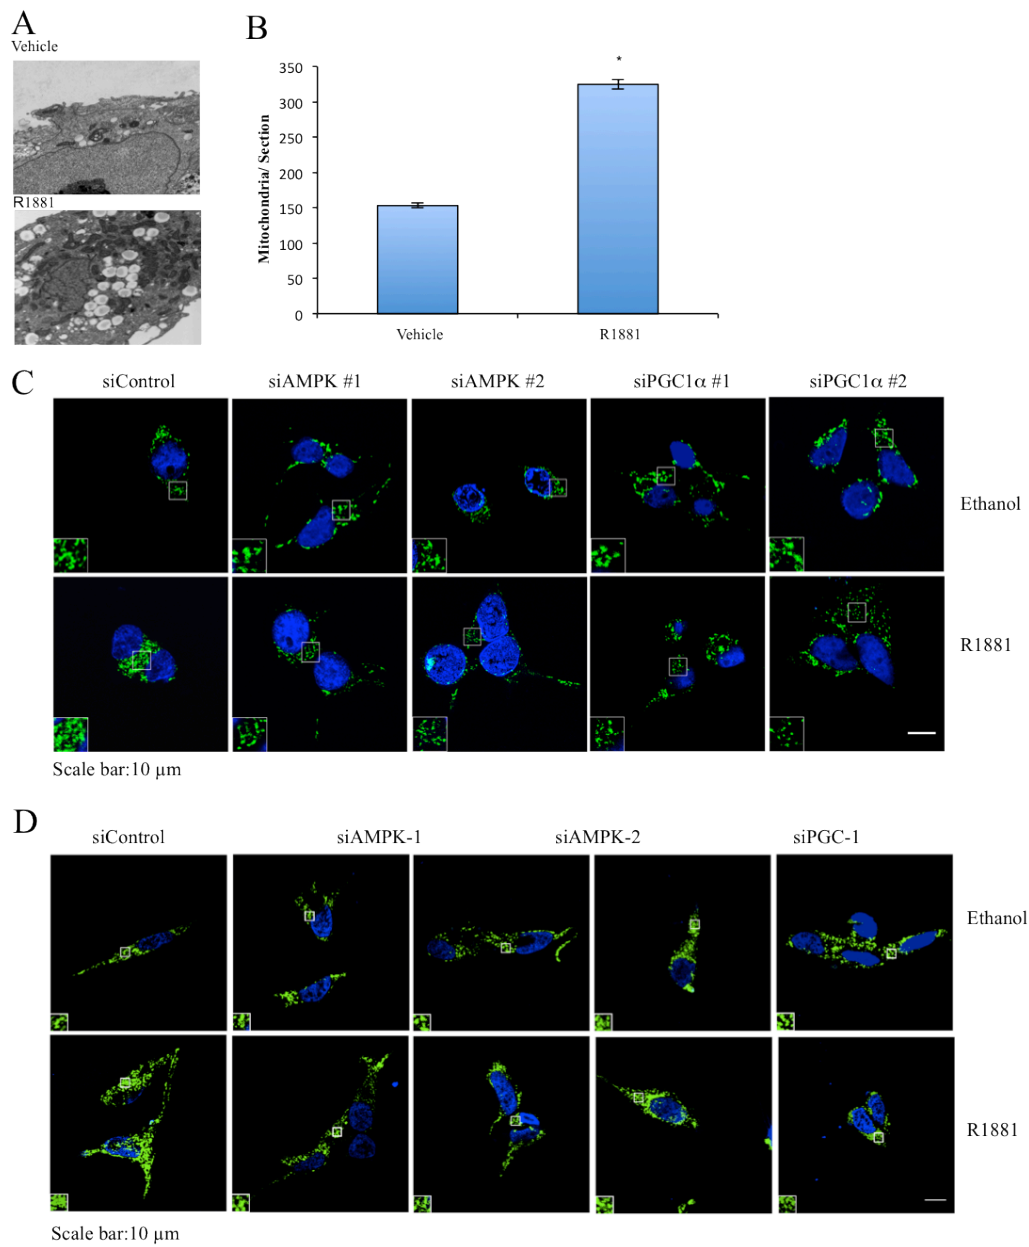 A
Vehicle
R1881
B
350
300
250
200
150
100
50
0
Mitochondria/ Section
*
Vehicle
R1881
C
siControl siAMPK #1 siAMPK #2 siPGC1α #1 siPGC1α #2
Ethanol
R1881
Scale bar:10 µm
D
siControl siAMPK-1 siAMPK-2 siPGC-1
Ethanol
R1881
Scale bar:10 µm